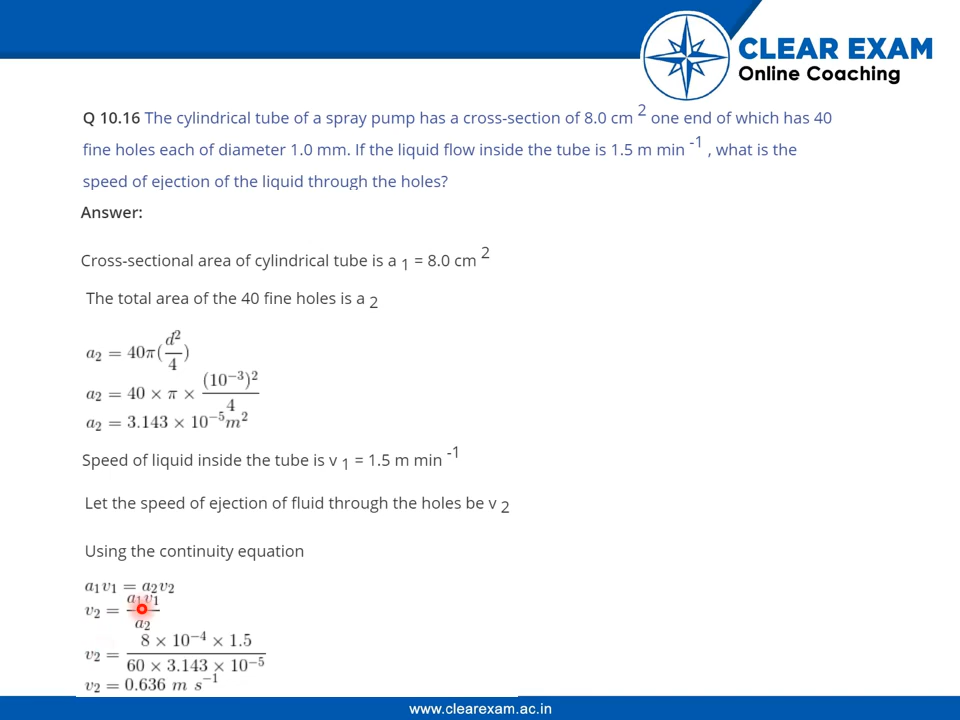 CLEAR EXAM
Online Coaching
Q 10.16 The cylindrical tube of a spray pump has a cross-section of 8.0 cm ² one end of which has 40
fine holes each of diameter 1.0 mm. If the liquid flow inside the tube is 1.5 m min ⁻¹ , what is the
speed of ejection of the liquid through the holes?
Answer:
Cross-sectional area of cylindrical tube is a ₁ = 8.0 cm ²
The total area of the 40 fine holes is a ₂
a₂ = 40π(d²/4)
a₂ = 40 × π × (10⁻³)²/4
a₂ = 3.143 × 10⁻⁵m²
Speed of liquid inside the tube is v ₁ = 1.5 m min ⁻¹
Let the speed of ejection of fluid through the holes be v ₂
Using the continuity equation
a₁v₁ = a₂v₂
v₂ = a₁v₁/a₂
v₂ = 8 × 10⁻⁴ × 1.5/60 × 3.143 × 10⁻⁵
v₂ = 0.636 m s⁻¹
www.clearexam.ac.in